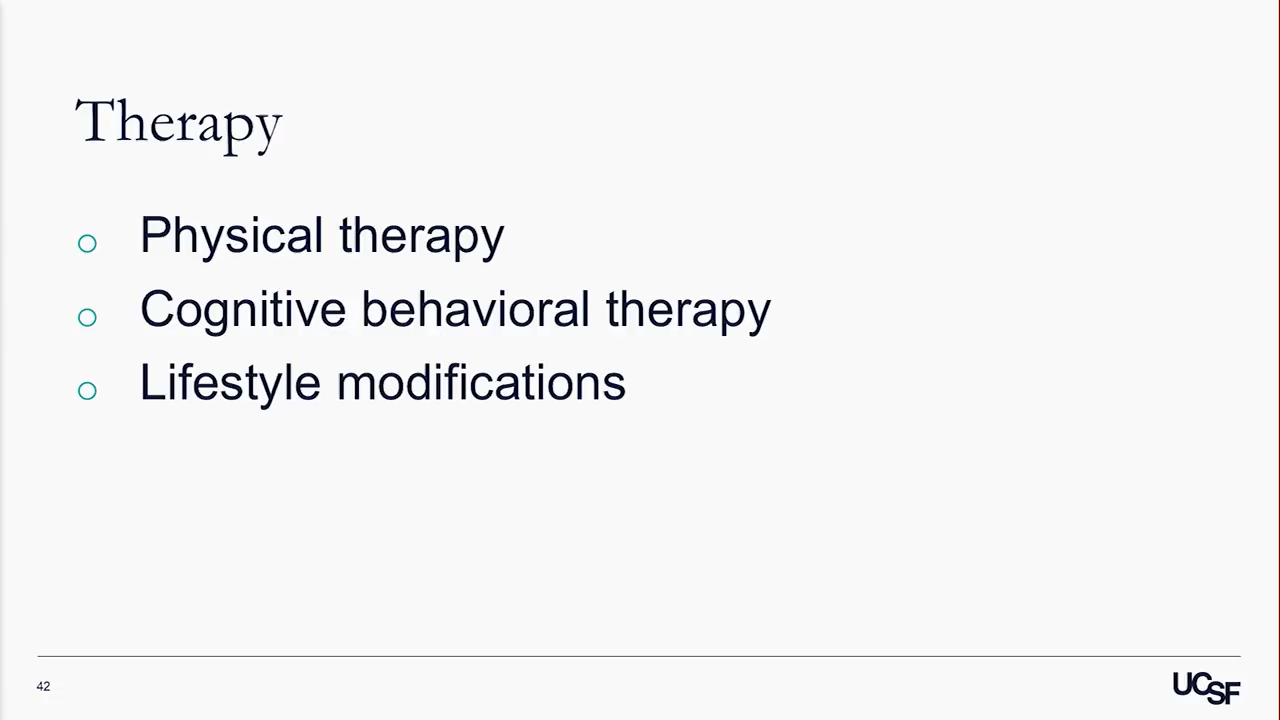 Therapy
Physical therapy
Cognitive behavioral therapy
Lifestyle modifications
42
UCSF